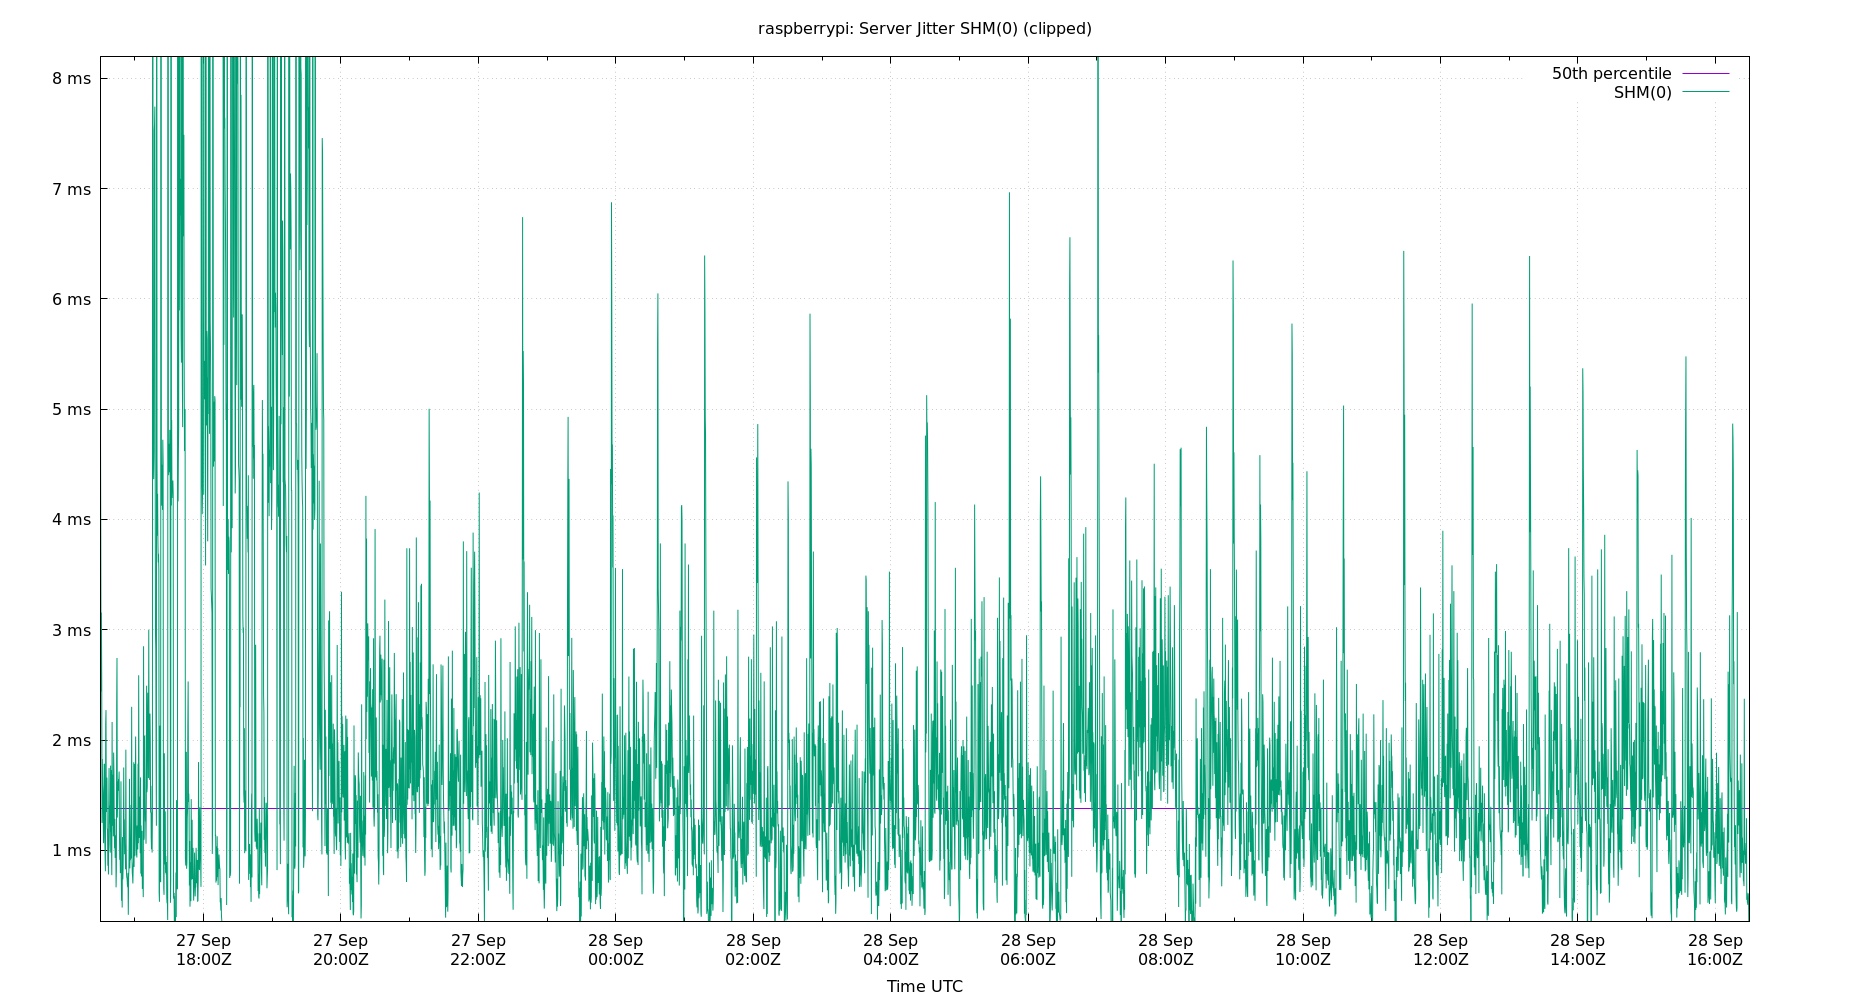 raspberrypi: Server Jitter SHM(0) (clipped)
50th percentile
SHM(0)
8 ms
7 ms
6 ms
5 ms
4 ms
3 ms
2 ms
1 ms
27 Sep 27 Sep 27 Sep 28 Sep 28 Sep 28 Sep 28 Sep 28 Sep 28 Sep 28 Sep 28 Sep 28 Sep
18:00Z 20:00Z 22:00Z 00:00Z 02:00Z 04:00Z 06:00Z 08:00Z 10:00Z 12:00Z 14:00Z 16:00Z
Time UTC